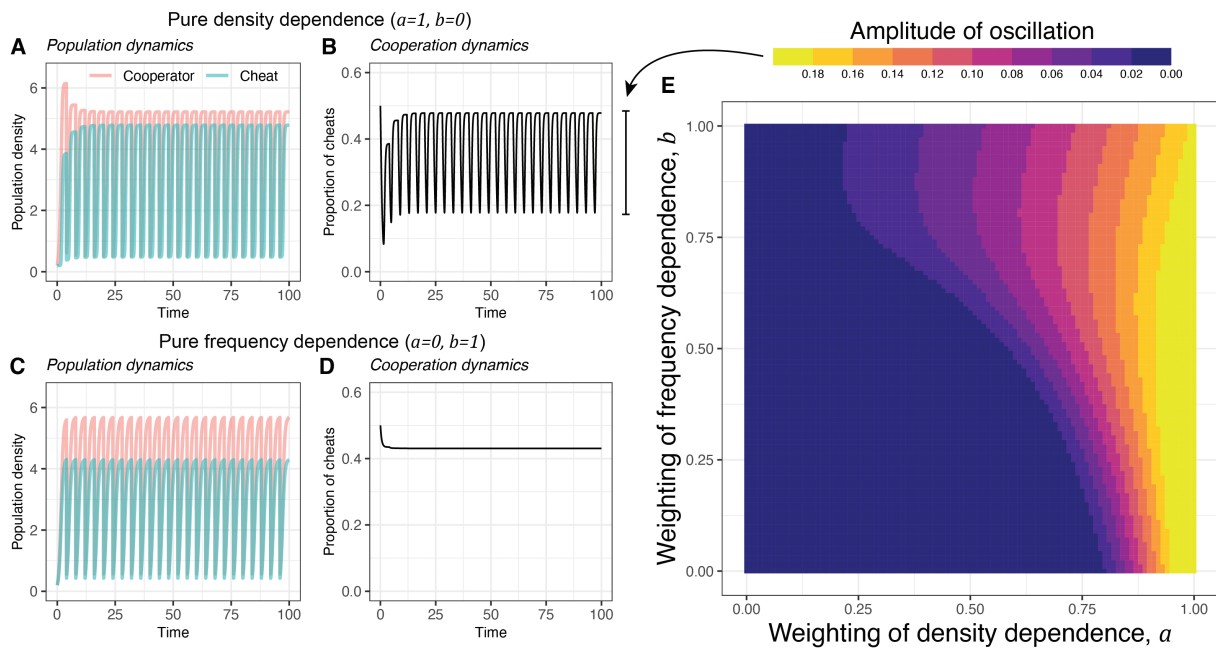 Pure density dependence (a=1, b=0)
A Population dynamics
Cooperator Cheat
Population density
6
4
2
0
0 25 50 75 100
Time
B Cooperation dynamics
Proportion of cheats
0.6
0.4
0.2
0.0
0 25 50 75 100
Time
Pure frequency dependence (a=0, b=1)
C Population dynamics
Population density
6
4
2
0
0 25 50 75 100
Time
D Cooperation dynamics
Proportion of cheats
0.6
0.4
0.2
0.0
0 25 50 75 100
Time
Amplitude of oscillation
0.18 0.16 0.14 0.12 0.10 0.08 0.06 0.04 0.02 0.00
E
Weighting of frequency dependence, b
1.00
0.75
0.50
0.25
0.00
0.00 0.25 0.50 0.75 1.00
Weighting of density dependence, a